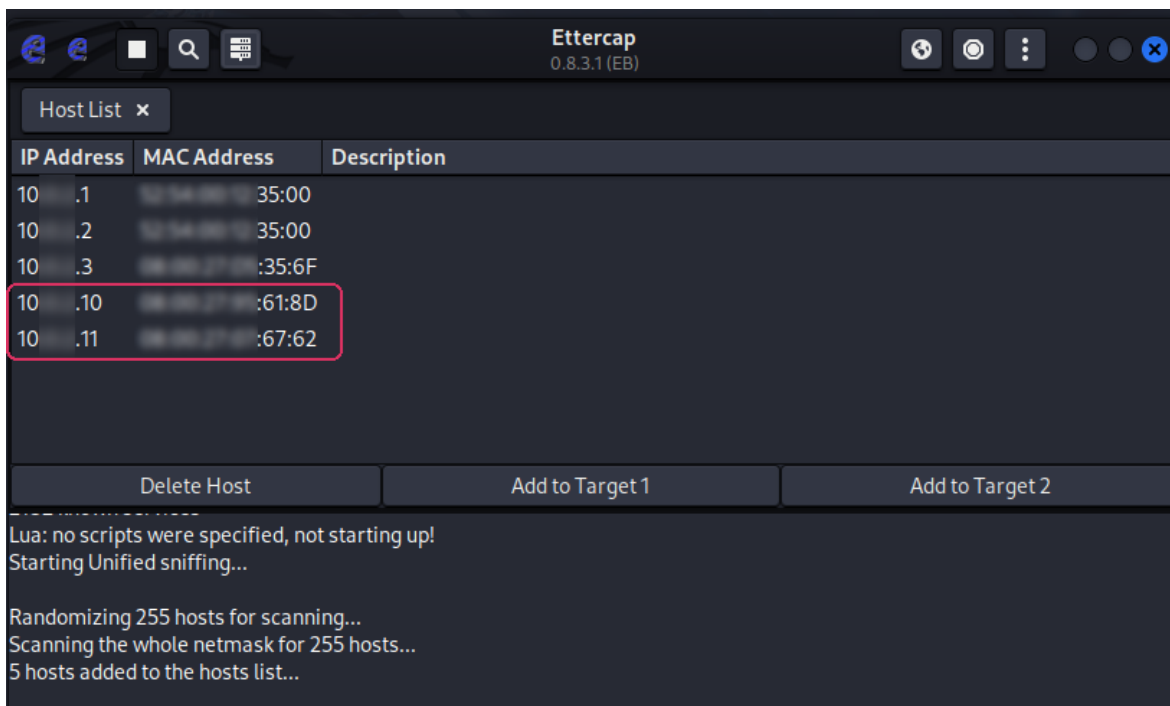 Ettercap
0.8.3.1 (EB)
Host List ×
IP Address MAC Address Description
10 .1 35:00
10 .2 35:00
10 .3 :35:6F
10 .10 :61:8D
10 .11 :67:62
Delete Host Add to Target 1 Add to Target 2
Lua: no scripts were specified, not starting up!
Starting Unified sniffing...
Randomizing 255 hosts for scanning...
Scanning the whole netmask for 255 hosts...
5 hosts added to the hosts list...